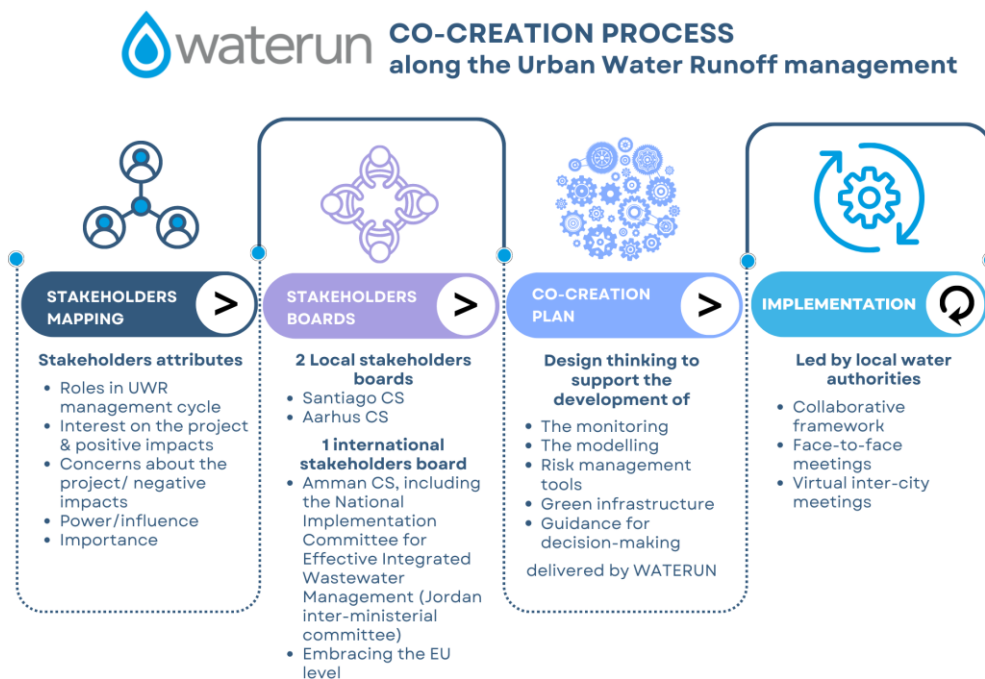 waterun
CO-CREATION PROCESS
along the Urban Water Runoff management
STAKEHOLDERS
MAPPING
>
Stakeholders attributes
• Roles in UWR
management cycle
• Interest on the project
& positive impacts
• Concerns about the
project/ negative
impacts
• Power/influence
• Importance
STAKEHOLDERS
BOARDS
>
2 Local stakeholders
boards
• Santiago CS
• Aarhus CS
1 international
stakeholders board
• Amman CS, including
the National
Implementation
Committee for
Effective Integrated
Wastewater
Management (Jordan
inter-ministerial
committee)
• Embracing the EU
level
CO-CREATION
PLAN
>
Design thinking to
support the
development of
• The monitoring
• The modelling
• Risk management
tools
• Green infrastructure
• Guidance for
decision-making
delivered by WATERUN
IMPLEMENTATION
Led by local water
authorities
• Collaborative
framework
• Face-to-face
meetings
• Virtual inter-city
meetings